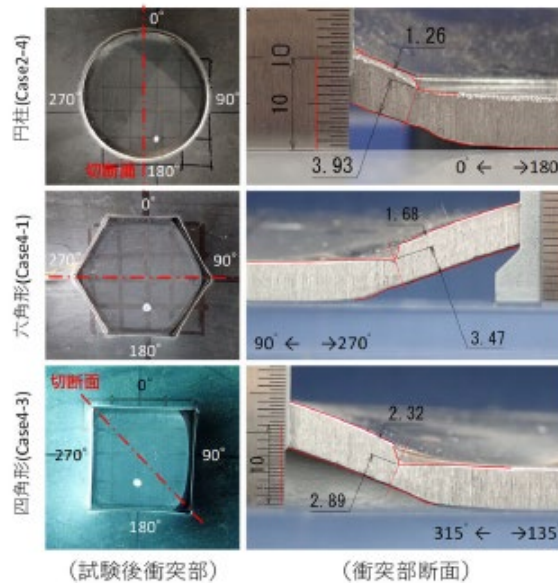 円柱(Case2-4)
0°
270°
90°
180°
切断面
10
10
1.26
3.93
0° ← →180
六角形(Case4-1)
0°
270°
90°
180°
1.68
3.47
90° ← →270°
四角形(Case4-3)
切断面
0°
270°
90°
180°
10
2.32
2.89
315° ← →135
(試験後衝突部)
(衝突部断面)